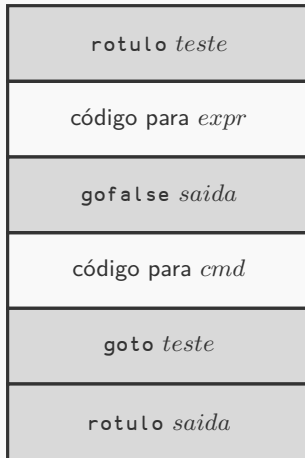 rotulo teste
código para expr
gofalse saida
código para cmd
goto teste
rotulo saida